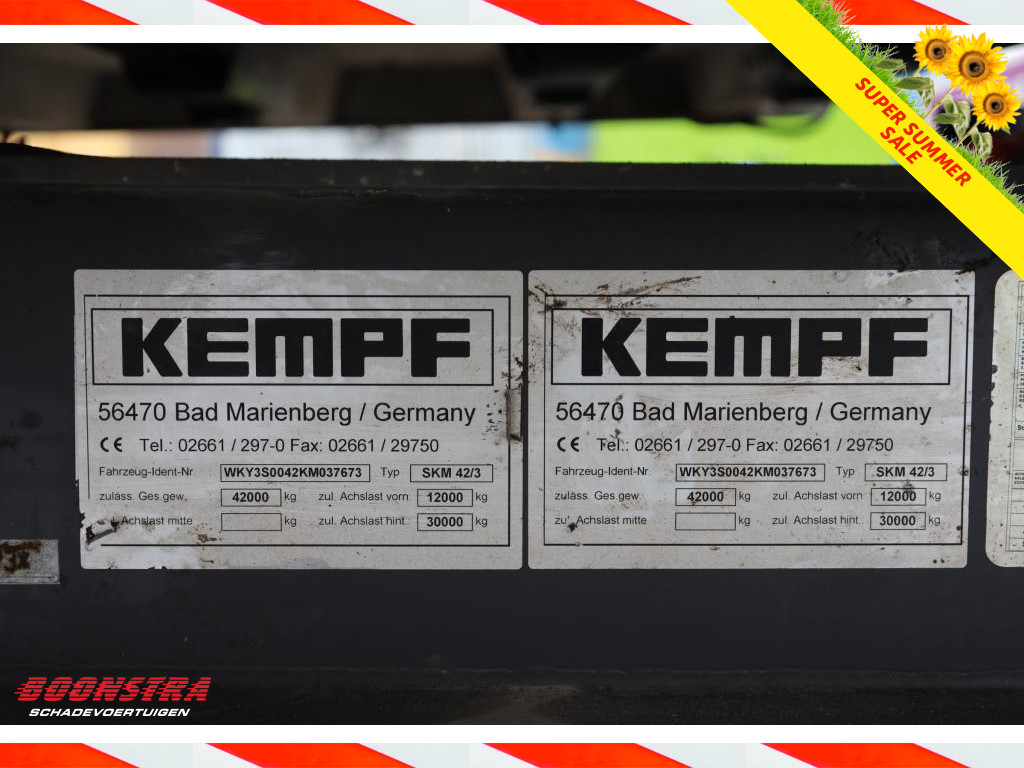 SUPER SUMMER
SALE
KEMPF
56470 Bad Marienberg / Germany
CE Tel.: 02661 / 297-0 Fax: 02661 / 29750
Fahrzeug-Ident-Nr. WKY3S0042KM037673 Typ SKM 42/3
zuläss. Ges.gew. 42000 kg zul. Achslast vorn: 12000 kg
zul. Achslast mitte kg zul. Achslast hint.: 30000 kg
KEMPF
56470 Bad Marienberg / Germany
CE Tel.: 02661 / 297-0 Fax: 02661 / 29750
Fahrzeug-Ident-Nr. WKY3S0042KM037673 Typ SKM 42/3
zuläss. Ges.gew. 42000 kg zul. Achslast vorn: 12000 kg
zul. Achslast mitte kg zul. Achslast hint.: 30000 kg
BOONSTRA
SCHADEVOERTUIGEN